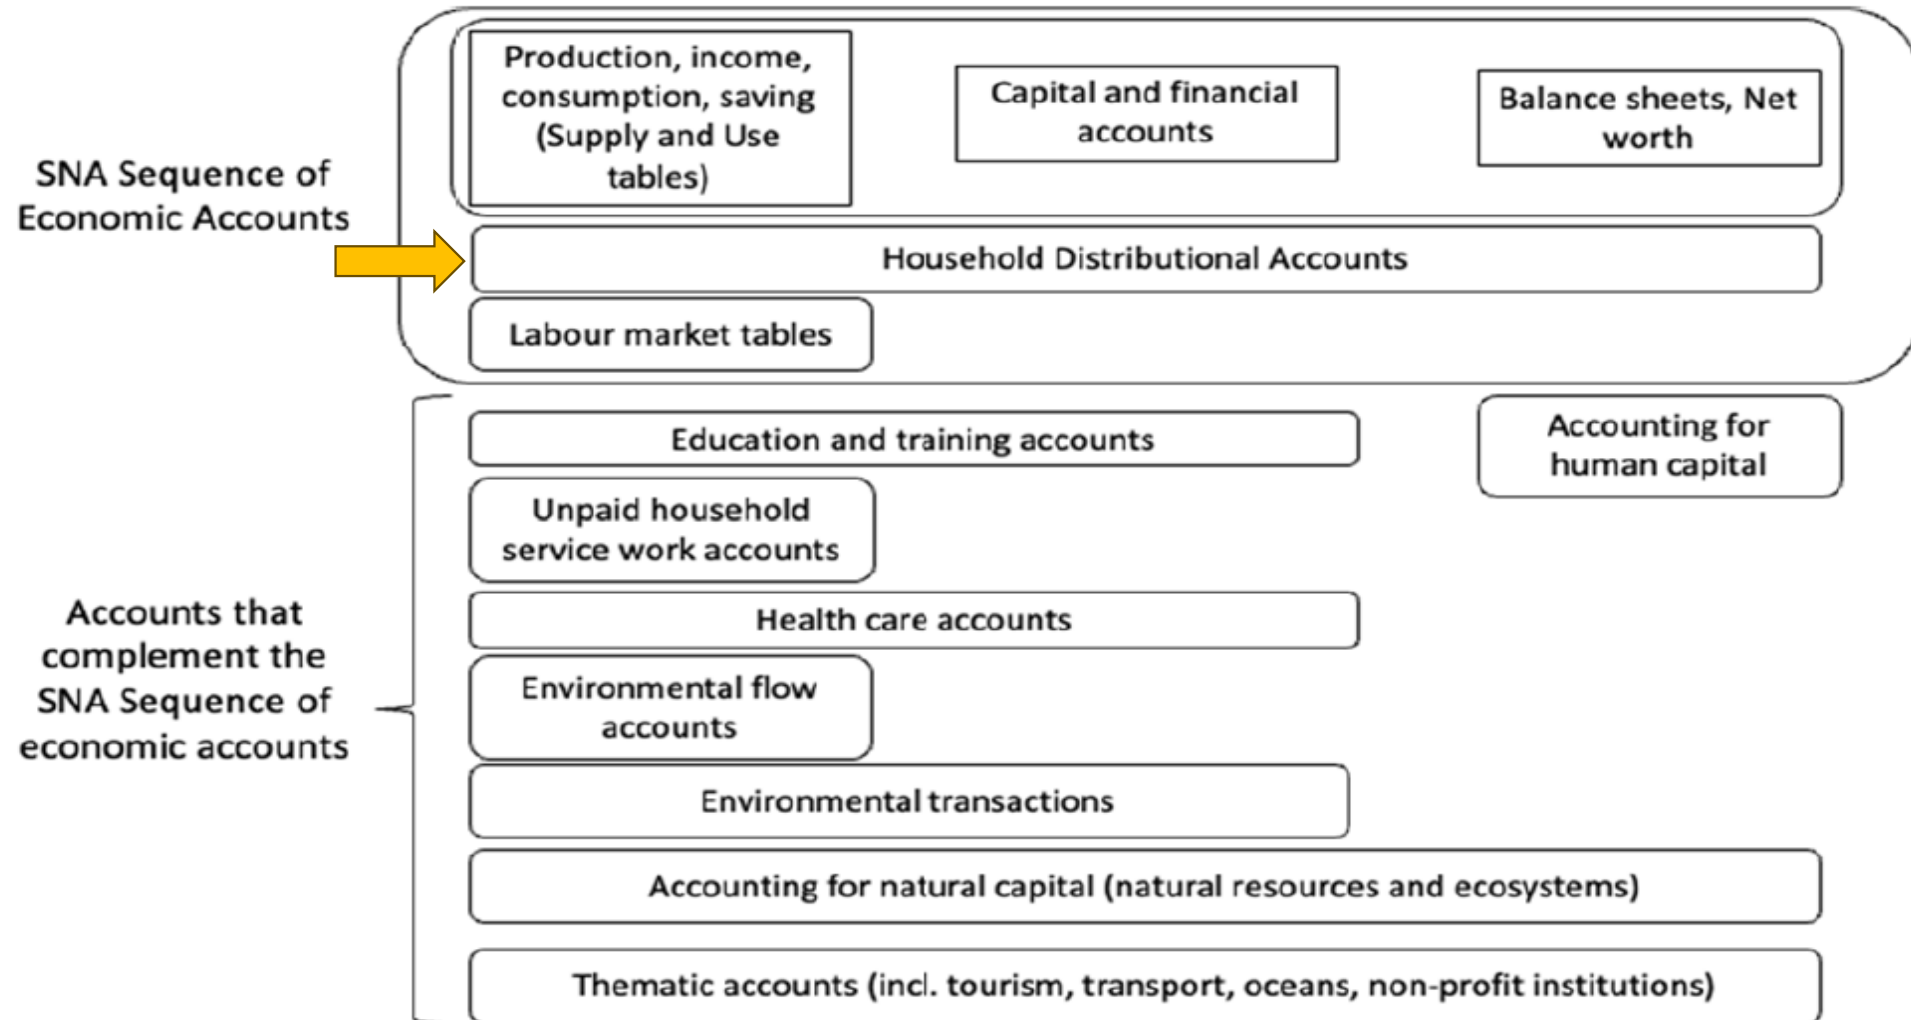 SNA Sequence of
Economic Accounts
Production, income,
consumption, saving
(Supply and Use
tables)
Capital and financial
accounts
Balance sheets, Net
worth
Household Distributional Accounts
Labour market tables
Accounts that
complement the
SNA Sequence of
economic accounts
Education and training accounts
Accounting for
human capital
Unpaid household
service work accounts
Health care accounts
Environmental flow
accounts
Environmental transactions
Accounting for natural capital (natural resources and ecosystems)
Thematic accounts (incl. tourism, transport, oceans, non-profit institutions)